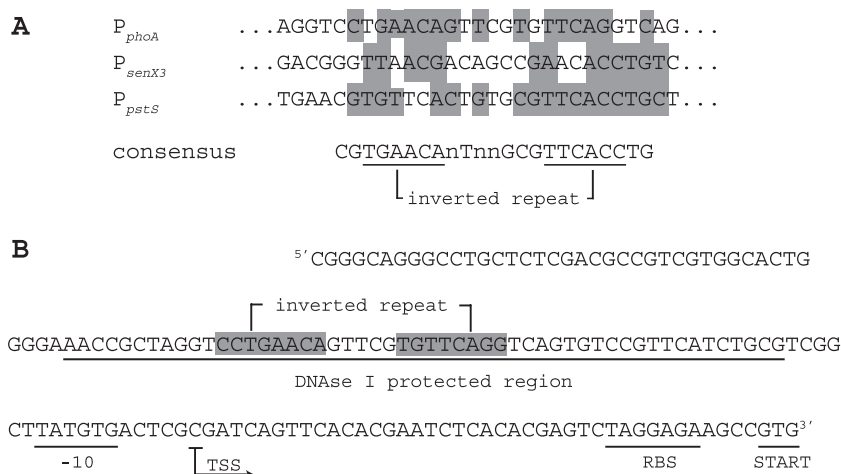 A
P phoA ...AGGTCCTGAACAGTTCGTGTTCAGGTCAG...
P senX3 ...GACGGGTTAACGACAGCCGAACACCTGTC...
P pstS ...TGAACGTGTTCACTGTGCGTTCACCTGCT...
consensus CGTGAACAnTnnGCGTTCACCTG
inverted repeat
B
5'CGGGCAGGGCCTGCTCTCGACGCCGTCGTGGCACTG
inverted repeat
GGGAAACCGCTAGGTCCTGAACAGTTCGTGTTCAGGTCAGTGTCCGTTCATCTGCGTCGG
DNAse I protected region
CTTATGTGACTCGCGATCAGTTCACACGAATCTCACACGAGTCTAGGAGAAGCCGTG3'
-10 TSS RBS START